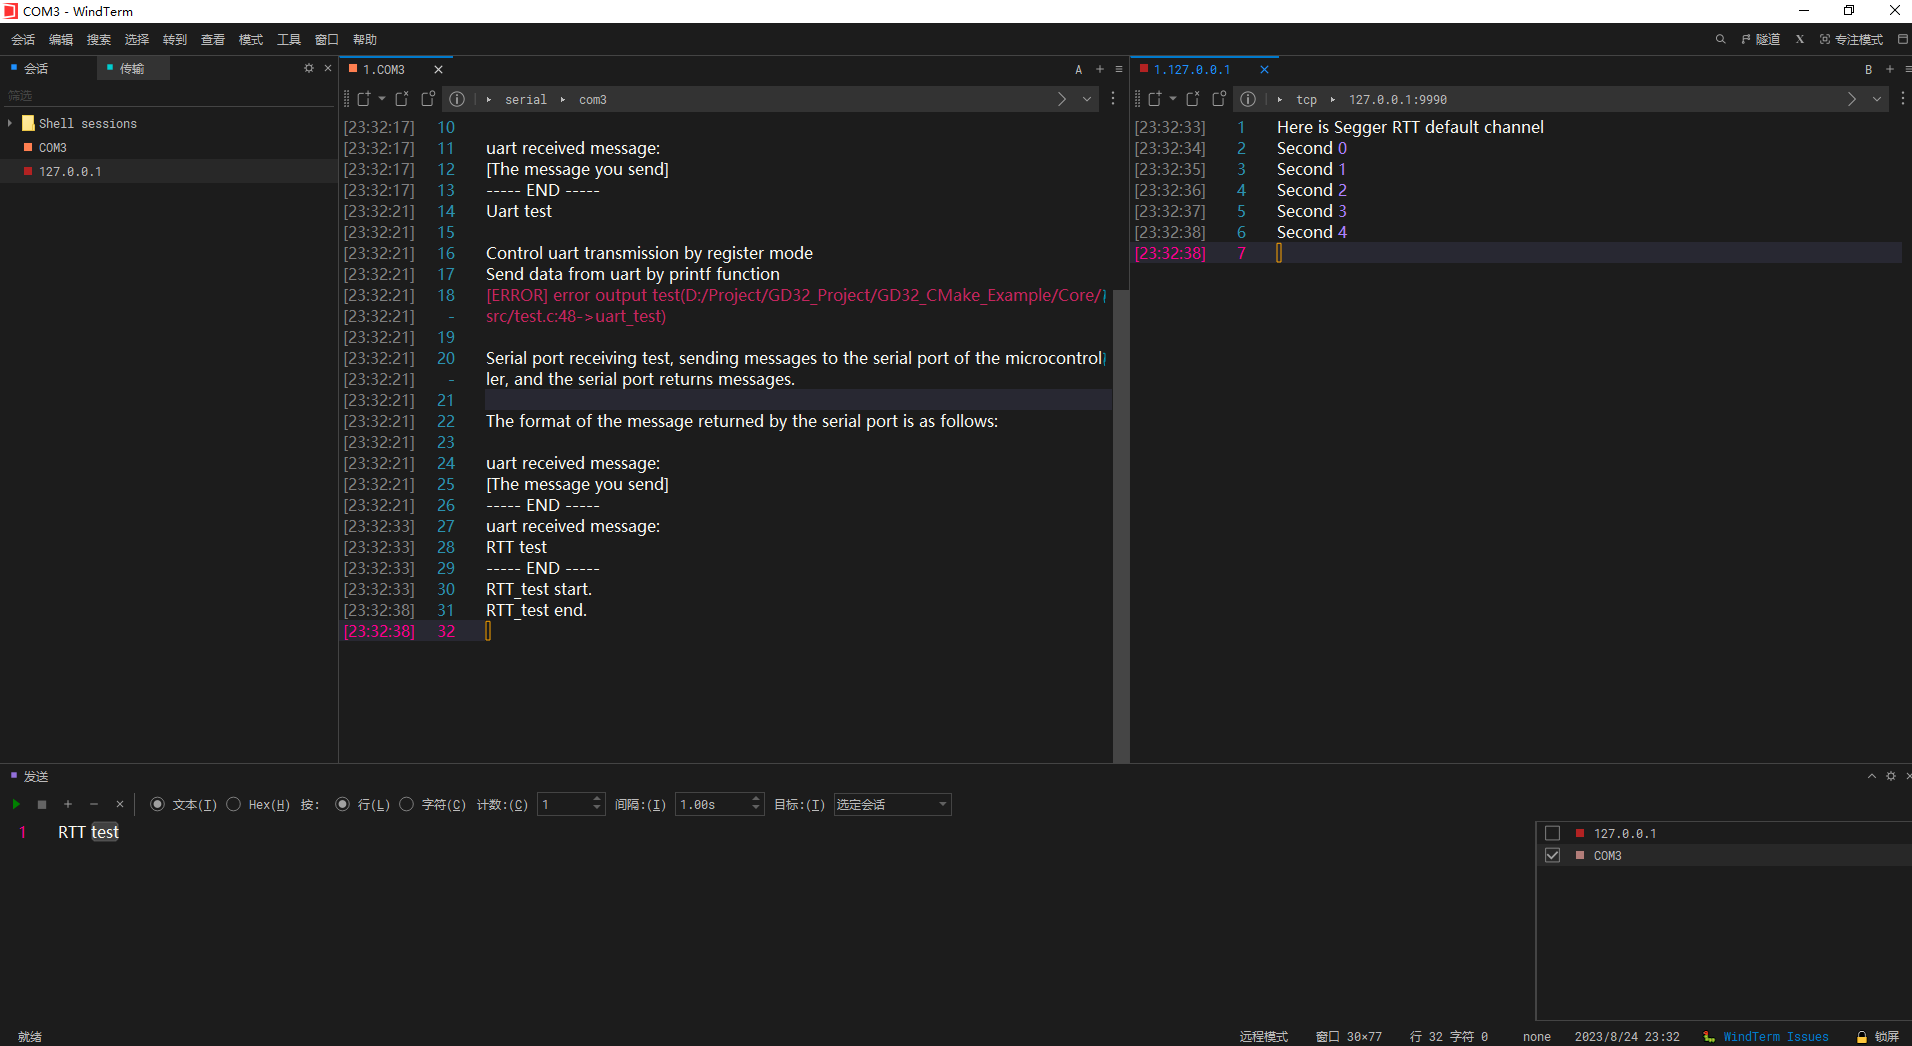 COM3 - WindTerm
会话 编辑 搜索 选择 转到 查看 模式 工具 窗口 帮助 隧道 X 专注模式
会话 传输
筛选
Shell sessions
COM3
127.0.0.1
1.COM3 A
serial com3
[23:32:17] 10
[23:32:17] 11 uart received message:
[23:32:17] 12 [The message you send]
[23:32:17] 13 ----- END -----
[23:32:21] 14 Uart test
[23:32:21] 15
[23:32:21] 16 Control uart transmission by register mode
[23:32:21] 17 Send data from uart by printf function
[23:32:21] 18 [ERROR] error output test(D:/Project/GD32_Project/GD32_CMake_Example/Core/
[23:32:21] - src/test.c:48->uart_test)
[23:32:21] 19
[23:32:21] 20 Serial port receiving test, sending messages to the serial port of the microcontrol
[23:32:21] - ler, and the serial port returns messages.
[23:32:21] 21
[23:32:21] 22 The format of the message returned by the serial port is as follows:
[23:32:21] 23
[23:32:21] 24 uart received message:
[23:32:21] 25 [The message you send]
[23:32:21] 26 ----- END -----
[23:32:33] 27 uart received message:
[23:32:33] 28 RTT test
[23:32:33] 29 ----- END -----
[23:32:33] 30 RTT_test start.
[23:32:38] 31 RTT_test end.
[23:32:38] 32
1.127.0.0.1 B
tcp 127.0.0.1:9990
[23:32:33] 1 Here is Segger RTT default channel
[23:32:34] 2 Second 0
[23:32:35] 3 Second 1
[23:32:36] 4 Second 2
[23:32:37] 5 Second 3
[23:32:38] 6 Second 4
[23:32:38] 7
发送
文本(T) Hex(H) 按: 行(L) 字符(C) 计数:(C) 1 间隔:(I) 1.00s 目标:(T) 选定会话
1 RTT test
127.0.0.1
COM3
就绪 远程模式 窗口 30×77 行 32 字符 0 none 2023/8/24 23:32 WindTerm Issues 锁屏